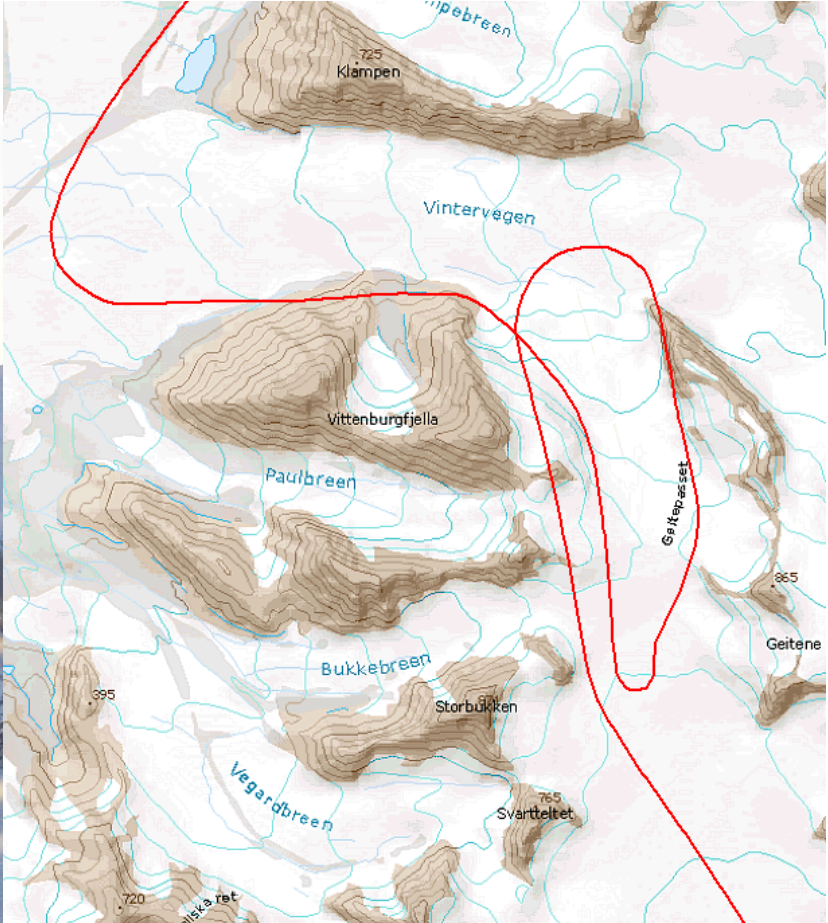 725
Klampen
Vintervegen
Vittenburgfjella
Paulbreen
Geitepasset
865
Geitene
Bukkebreen
395
Storbukken
Vegardbreen
765
Svartteltet
720